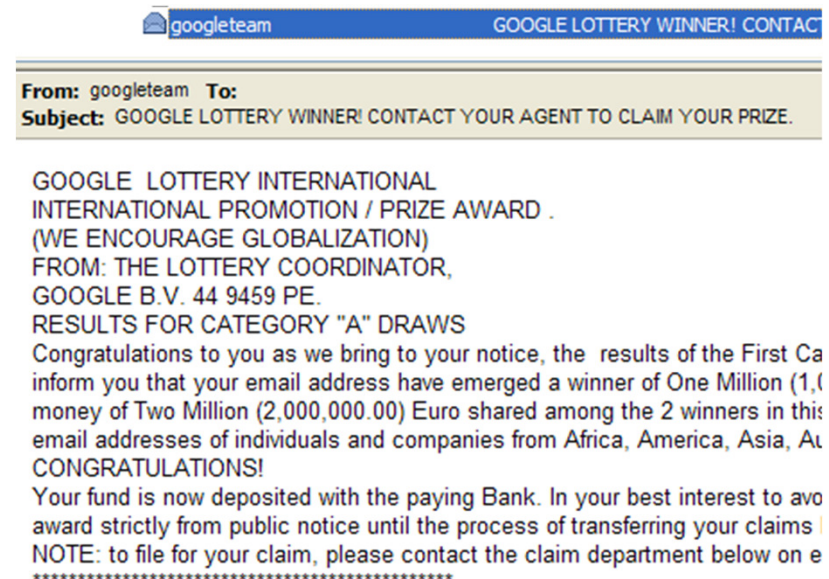 googleteam GOOGLE LOTTERY WINNER! CONTACT
From: googleteam To:
Subject: GOOGLE LOTTERY WINNER! CONTACT YOUR AGENT TO CLAIM YOUR PRIZE.
GOOGLE LOTTERY INTERNATIONAL
INTERNATIONAL PROMOTION / PRIZE AWARD .
(WE ENCOURAGE GLOBALIZATION)
FROM: THE LOTTERY COORDINATOR,
GOOGLE B.V. 44 9459 PE.
RESULTS FOR CATEGORY "A" DRAWS
Congratulations to you as we bring to your notice, the results of the First Ca
inform you that your email address have emerged a winner of One Million (1,0
money of Two Million (2,000,000.00) Euro shared among the 2 winners in this
email addresses of individuals and companies from Africa, America, Asia, Au
CONGRATULATIONS!
Your fund is now deposited with the paying Bank. In your best interest to avo
award strictly from public notice until the process of transferring your claims
NOTE: to file for your claim, please contact the claim department below on e
***********************************************